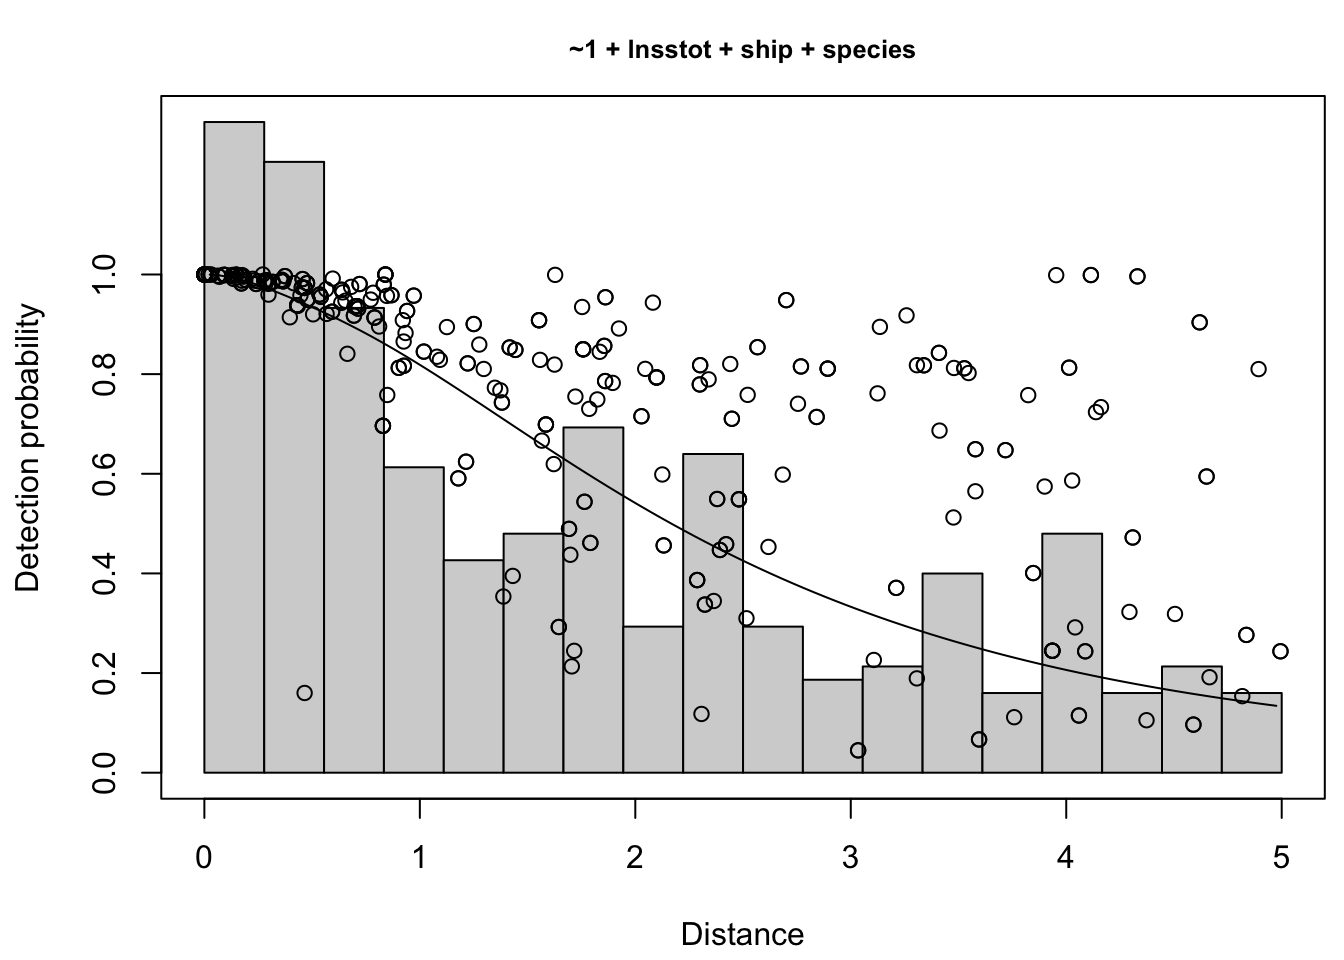 ~1 + lnsstot + ship + species
Detection probability
1.0
0.8
0.6
0.4
0.2
0.0
0 1 2 3 4 5
Distance